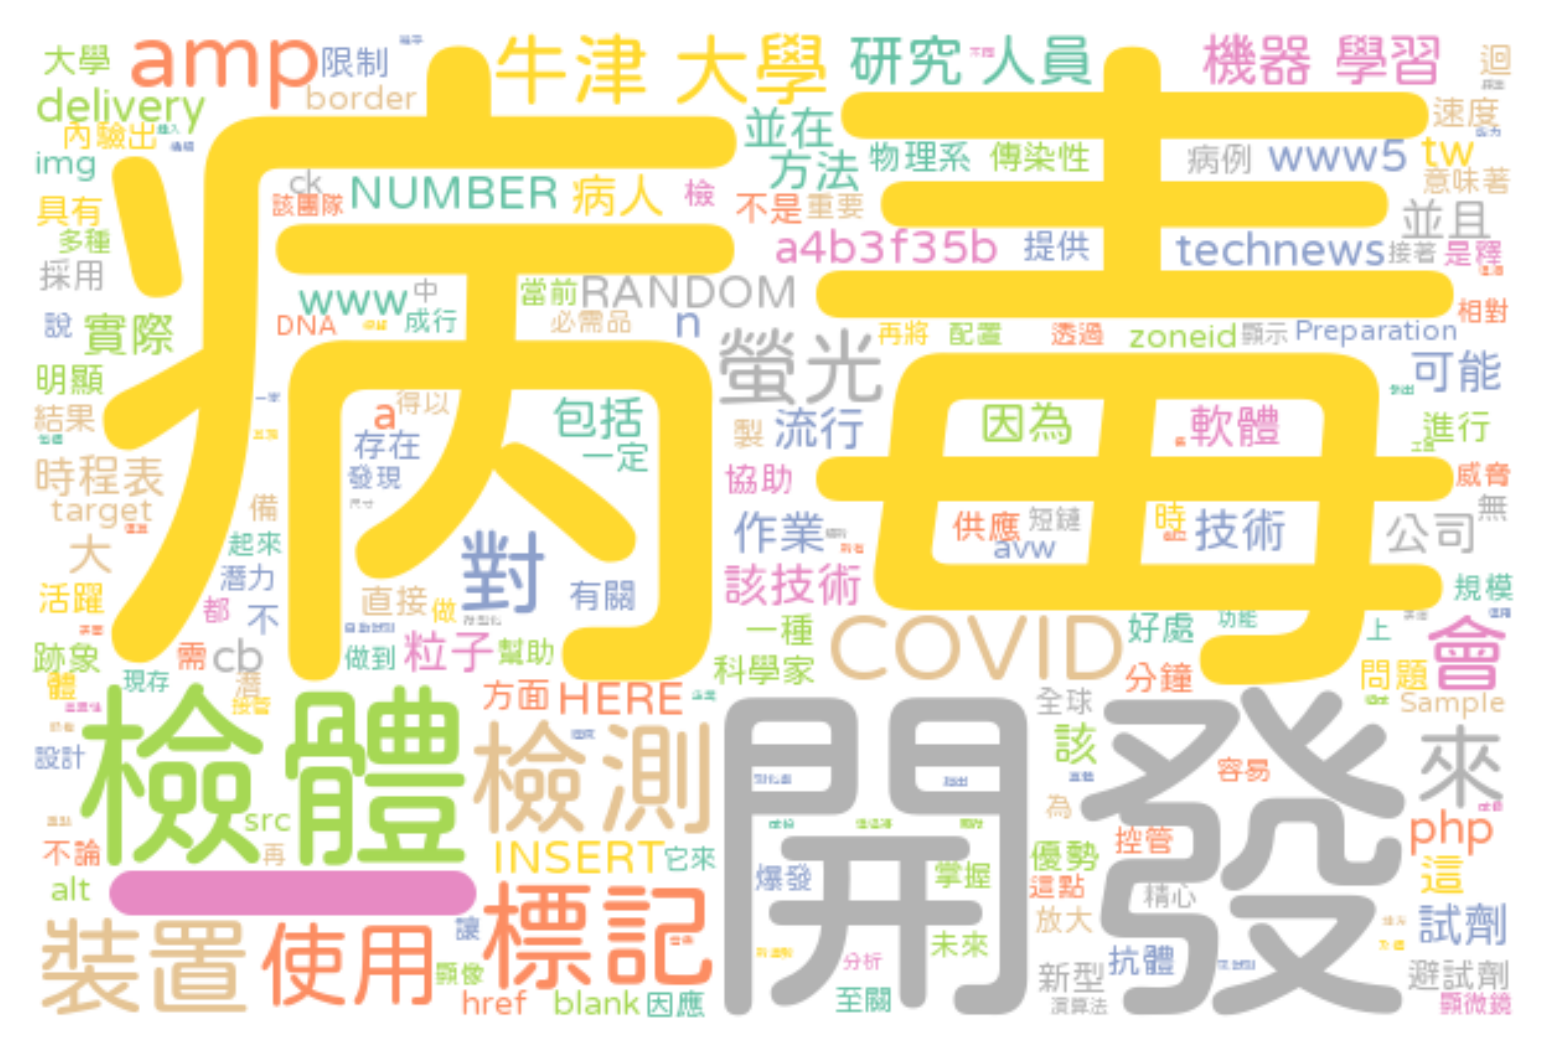 大學 amp 限制 牛津 大學 研究 人員 機器 學習 迴
delivery border 並在 速度
內 驗出 方法 物理系 傳染性 病例 www5 tw
img ck NUMBER 病人 檢 意味著
具有 該團隊 不是 重要 並且
多種 a4b3f35b 提供 technews 接著 是釋
採用 www 中 當前 RANDOM
病毒
說 實際 DNA 成行 必需品 n 再將 配置 透過 zoneid 顯示 Preparation 相對
明顯 螢光 可能
結果 a 得以 包括 製 流行 因為 軟體 進行
時程表 存在 一定 協助 威脅
target 發現 備 供應 短鏈 時 無
大 起來 對 作業 avw 技術 公司
活躍 潛力 直接 做 有關 該技術 規模
都 不 一種 COVID 好處 功能 上 會
跡象 需 cb 做到 粒子 幫助 科學家 分鐘 問題
體 現存 濟 接管 方面 HERE 全球 Sample
檢體 檢測 開發
設計 該 容易 來
src 為
不論 再 INSERT 它來 優勢 控管 php
alt 爆發 掌握 這點 精心 這
裝置 使用 讓 標記 未來 放大 試劑
顯像 分析 新型 抗體 避試劑
href blank 因應 至關 演算法 顯微鏡